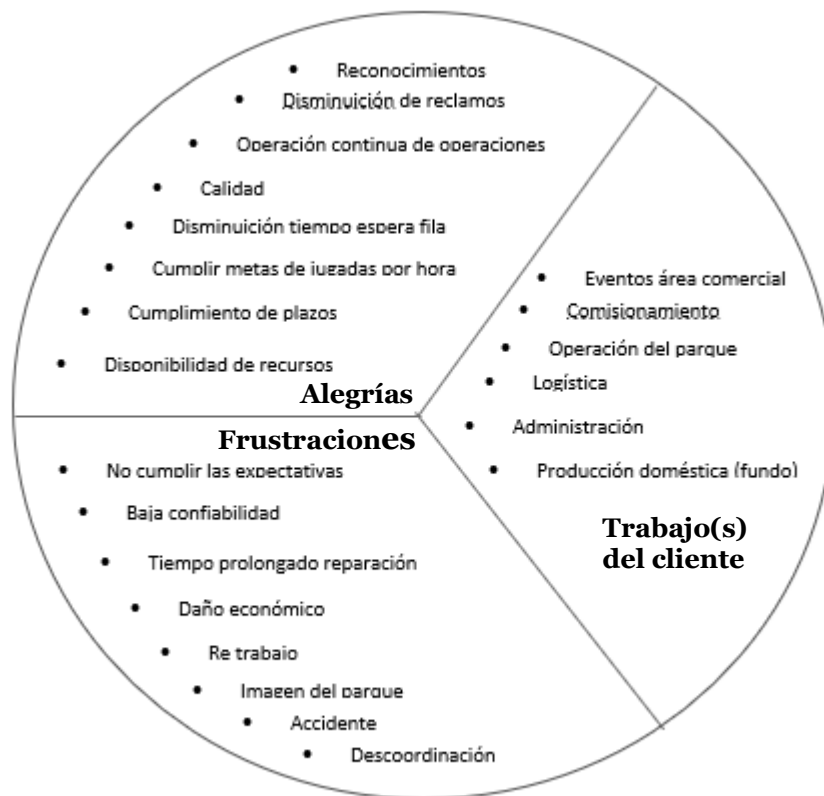 • Reconocimientos
• Disminuición de reclamos
• Operación continua de operaciones
• Calidad
• Disminuición tiempo espera fila
• Cumplir metas de jugadas por hora
• Cumplimiento de plazos
• Disponibilidad de recursos
Alegrías
Frustraciones
• No cumplir las expectativas
• Baja confiabilidad
• Tiempo prolongado reparación
• Daño económico
• Re trabajo
• Imagen del parque
• Accidente
• Descoordinación
• Eventos área comercial
• Comisionamiento
• Operación del parque
• Logística
• Administración
• Producción doméstica (fundo)
Trabajo(s)
del cliente